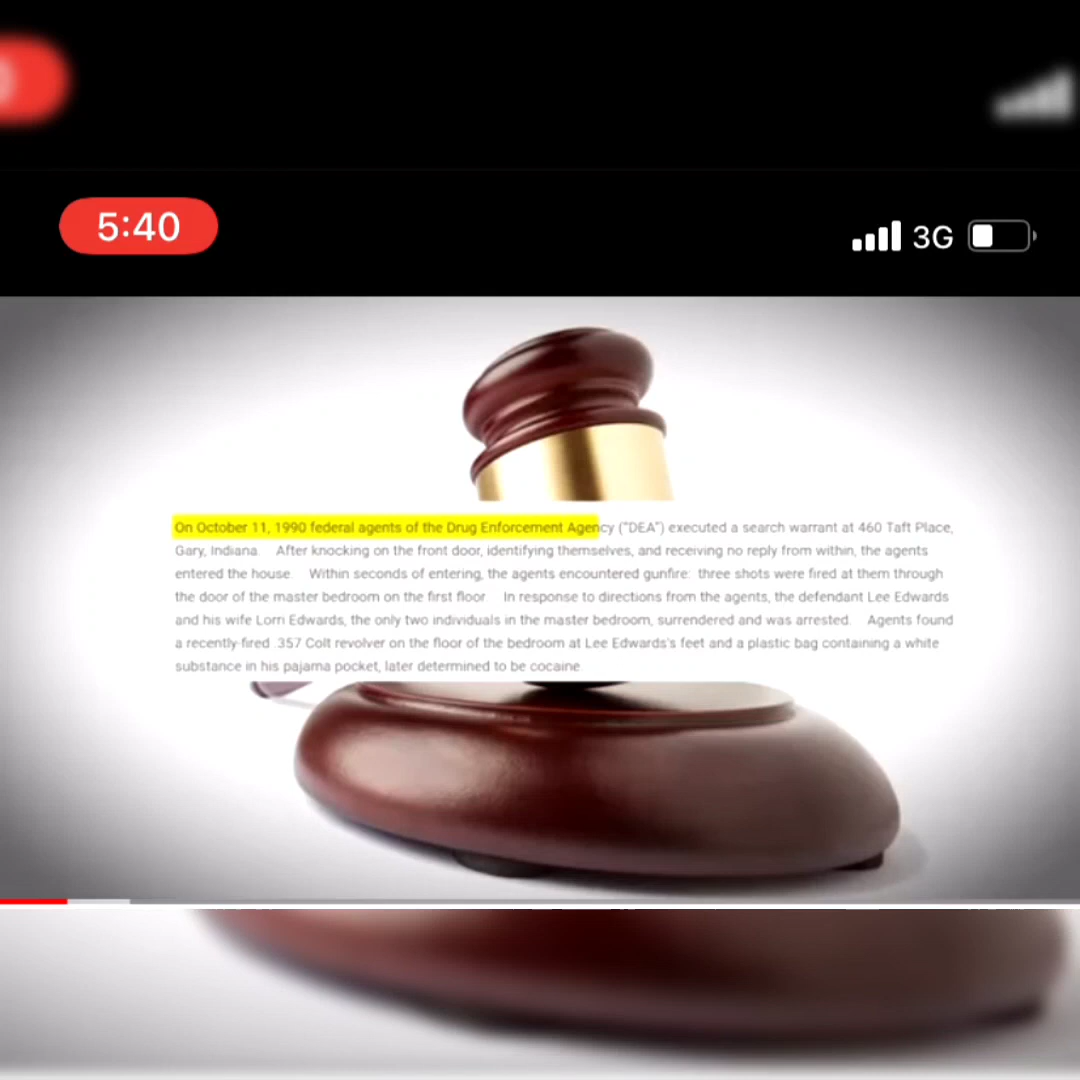 5:40
3G
On October 11, 1990 federal agents of the Drug Enforcement Agency ("DEA") executed a search warrant at 460 Taft Place,
Gary, Indiana. After knocking on the front door, identifying themselves, and receiving no reply from within, the agents
entered the house. Within seconds of entering, the agents encountered gunfire: three shots were fired at them through
the door of the master bedroom on the first floor. In response to directions from the agents, the defendant Lee Edwards
and his wife Lorri Edwards, the only two individuals in the master bedroom, surrendered and was arrested. Agents found
a recently-fired .357 Colt revolver on the floor of the bedroom at Lee Edwards's feet and a plastic bag containing a white
substance in his pajama pocket, later determined to be cocaine.